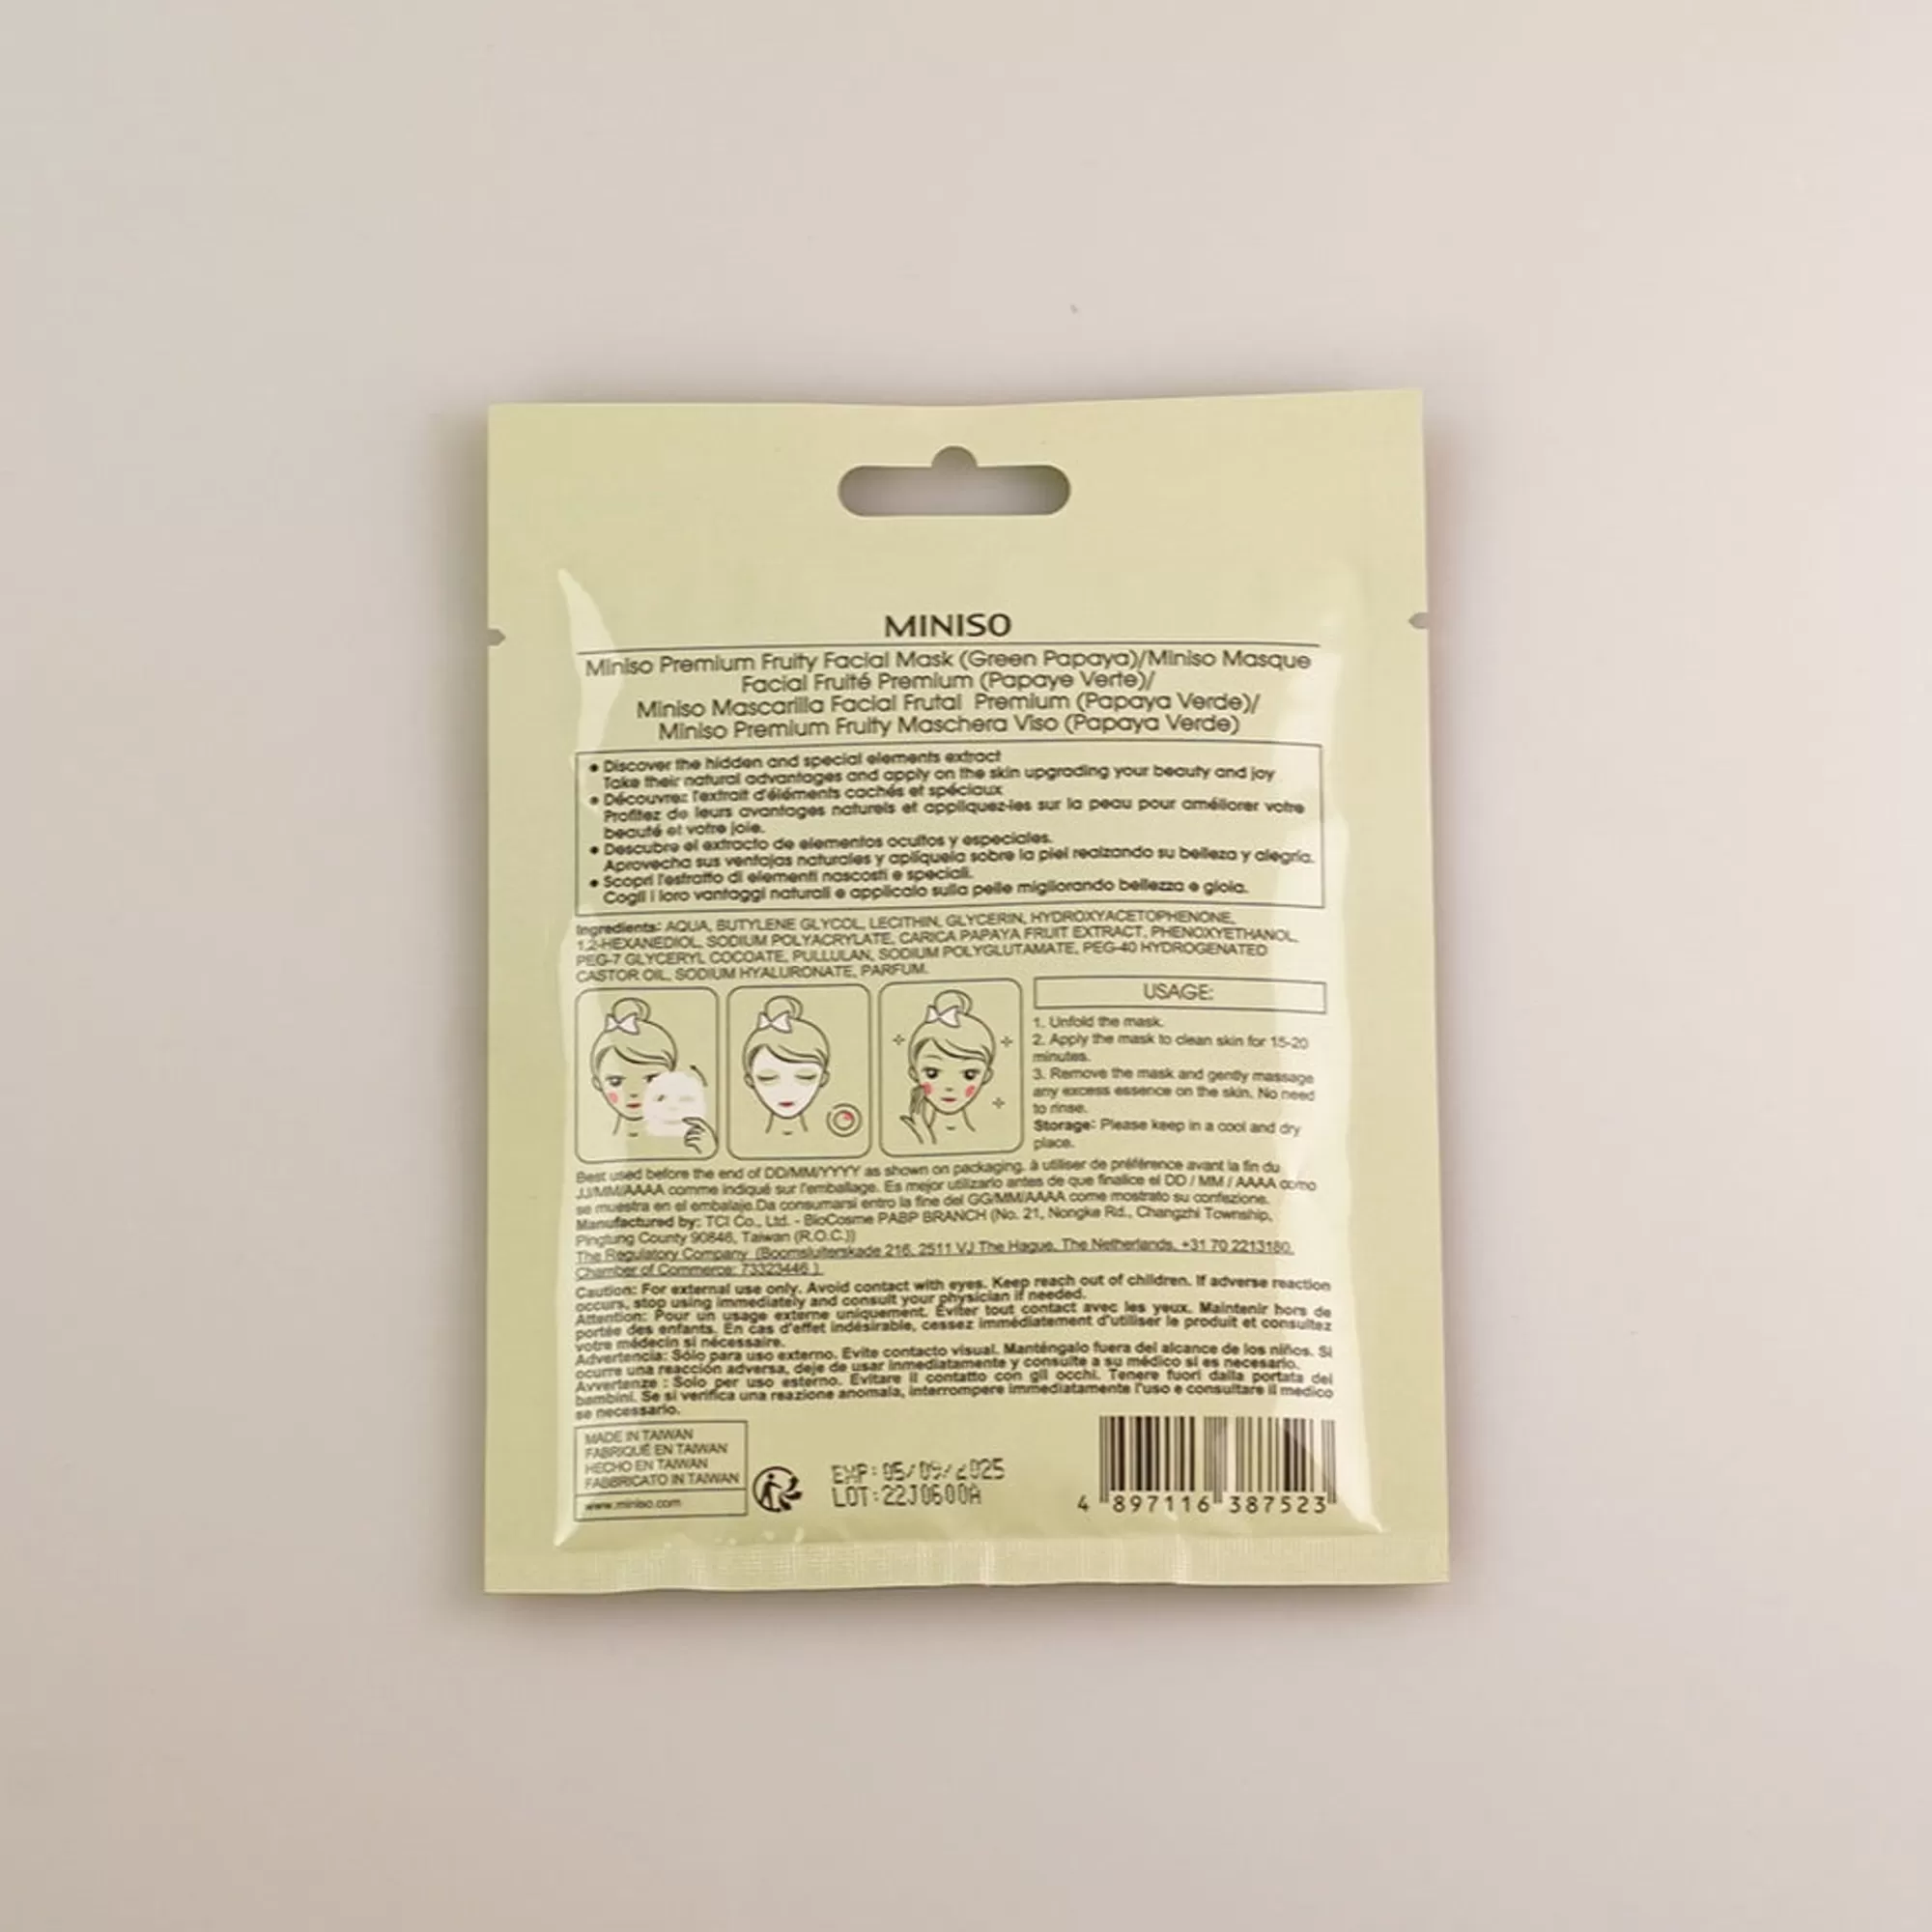 MINISO
Miniso Premium Fruity Facial Mask (Green Papaya)/Miniso Masque
Facial Fruité Premium (Papaye Verte)/
Miniso Mascarilla Facial Frutal Premium (Papaya Verde)/
Miniso Premium Fruity Maschera Viso (Papaya Verde)
• Discover the hidden and special elements extract
Take their natural advantages and apply on the skin upgrading your beauty and joy
• Découvrez l'extrait d'éléments cachés et spéciaux
Profitez de leurs avantages naturels et appliquez-les sur la peau pour améliorer votre
beauté et votre joie.
• Descubre el extracto de elementos ocultos y especiales.
Aprovecha sus ventajas naturales y aplíquela sobre la piel realzando su belleza y alegría.
• Scopri l'estratto di elementi nascosti e speciali.
Cogli i loro vantaggi naturali e applicalo sulla pelle migliorando bellezza e gioia.
Ingredients: AQUA, BUTYLENE GLYCOL, LECITHIN, GLYCERIN, HYDROXYACETOPHENONE,
1,2-HEXANEDIOL, SODIUM POLYACRYLATE, CARICA PAPAYA FRUIT EXTRACT, PHENOXYETHANOL,
PEG-7 GLYCERYL COCOATE, PULLULAN, SODIUM POLYGLUTAMATE, PEG-40 HYDROGENATED
CASTOR OIL, SODIUM HYALURONATE, PARFUM.
USAGE:
1. Unfold the mask.
2. Apply the mask to clean skin for 15-20
minutes.
3. Remove the mask and gently massage
any excess essence on the skin. No need
to rinse.
Storage: Please keep in a cool and dry
place.
Best used before the end of DD/MM/YYYY as shown on packaging. à utiliser de préférence avant la fin du
JJ/MM/AAAA comme indiqué sur l'emballage. Es mejor utilizarlo antes de que finalice el DD / MM / AAAA como
se muestra en el embalaje.Da consumarsi entro la fine del GG/MM/AAAA come mostrato su confezione.
Manufactured by: TCI Co., Ltd. - BioCosme PABP BRANCH (No. 21, Nongke Rd., Changzhi Township,
Pingtung County 90846, Taiwan (R.O.C.))
The Regulatory Company (Boomsluiterskade 216, 2511 VJ The Hague, The Netherlands, +31 70 2213180,
Chamber of Commerce: 73323446 )
Caution: For external use only. Avoid contact with eyes. Keep reach out of children. If adverse reaction
occurs, stop using immediately and consult your physician if needed.
Attention: Pour un usage externe uniquement. Éviter tout contact avec les yeux. Maintenir hors de
portée des enfants. En cas d'effet indésirable, cessez immédiatement d'utiliser le produit et consultez
votre médecin si nécessaire.
Advertencia: Sólo para uso externo. Evite contacto visual. Manténgalo fuera del alcance de los niños. Si
ocurre una reacción adversa, deje de usar inmediatamente y consulte a su médico si es necesario.
Avvertenze : Solo per uso esterno. Evitare il contatto con gli occhi. Tenere fuori dalla portata dei
bambini. Se si verifica una reazione anomala, interrompere immediatamente l'uso e consultare il medico
se necessario.
MADE IN TAIWAN
FABRIQUÉ EN TAIWAN
HECHO EN TAIWAN
FABBRICATO IN TAIWAN
www.miniso.com
EXP: 05/09/2025
LOT:22J0600A
4 897116 387523